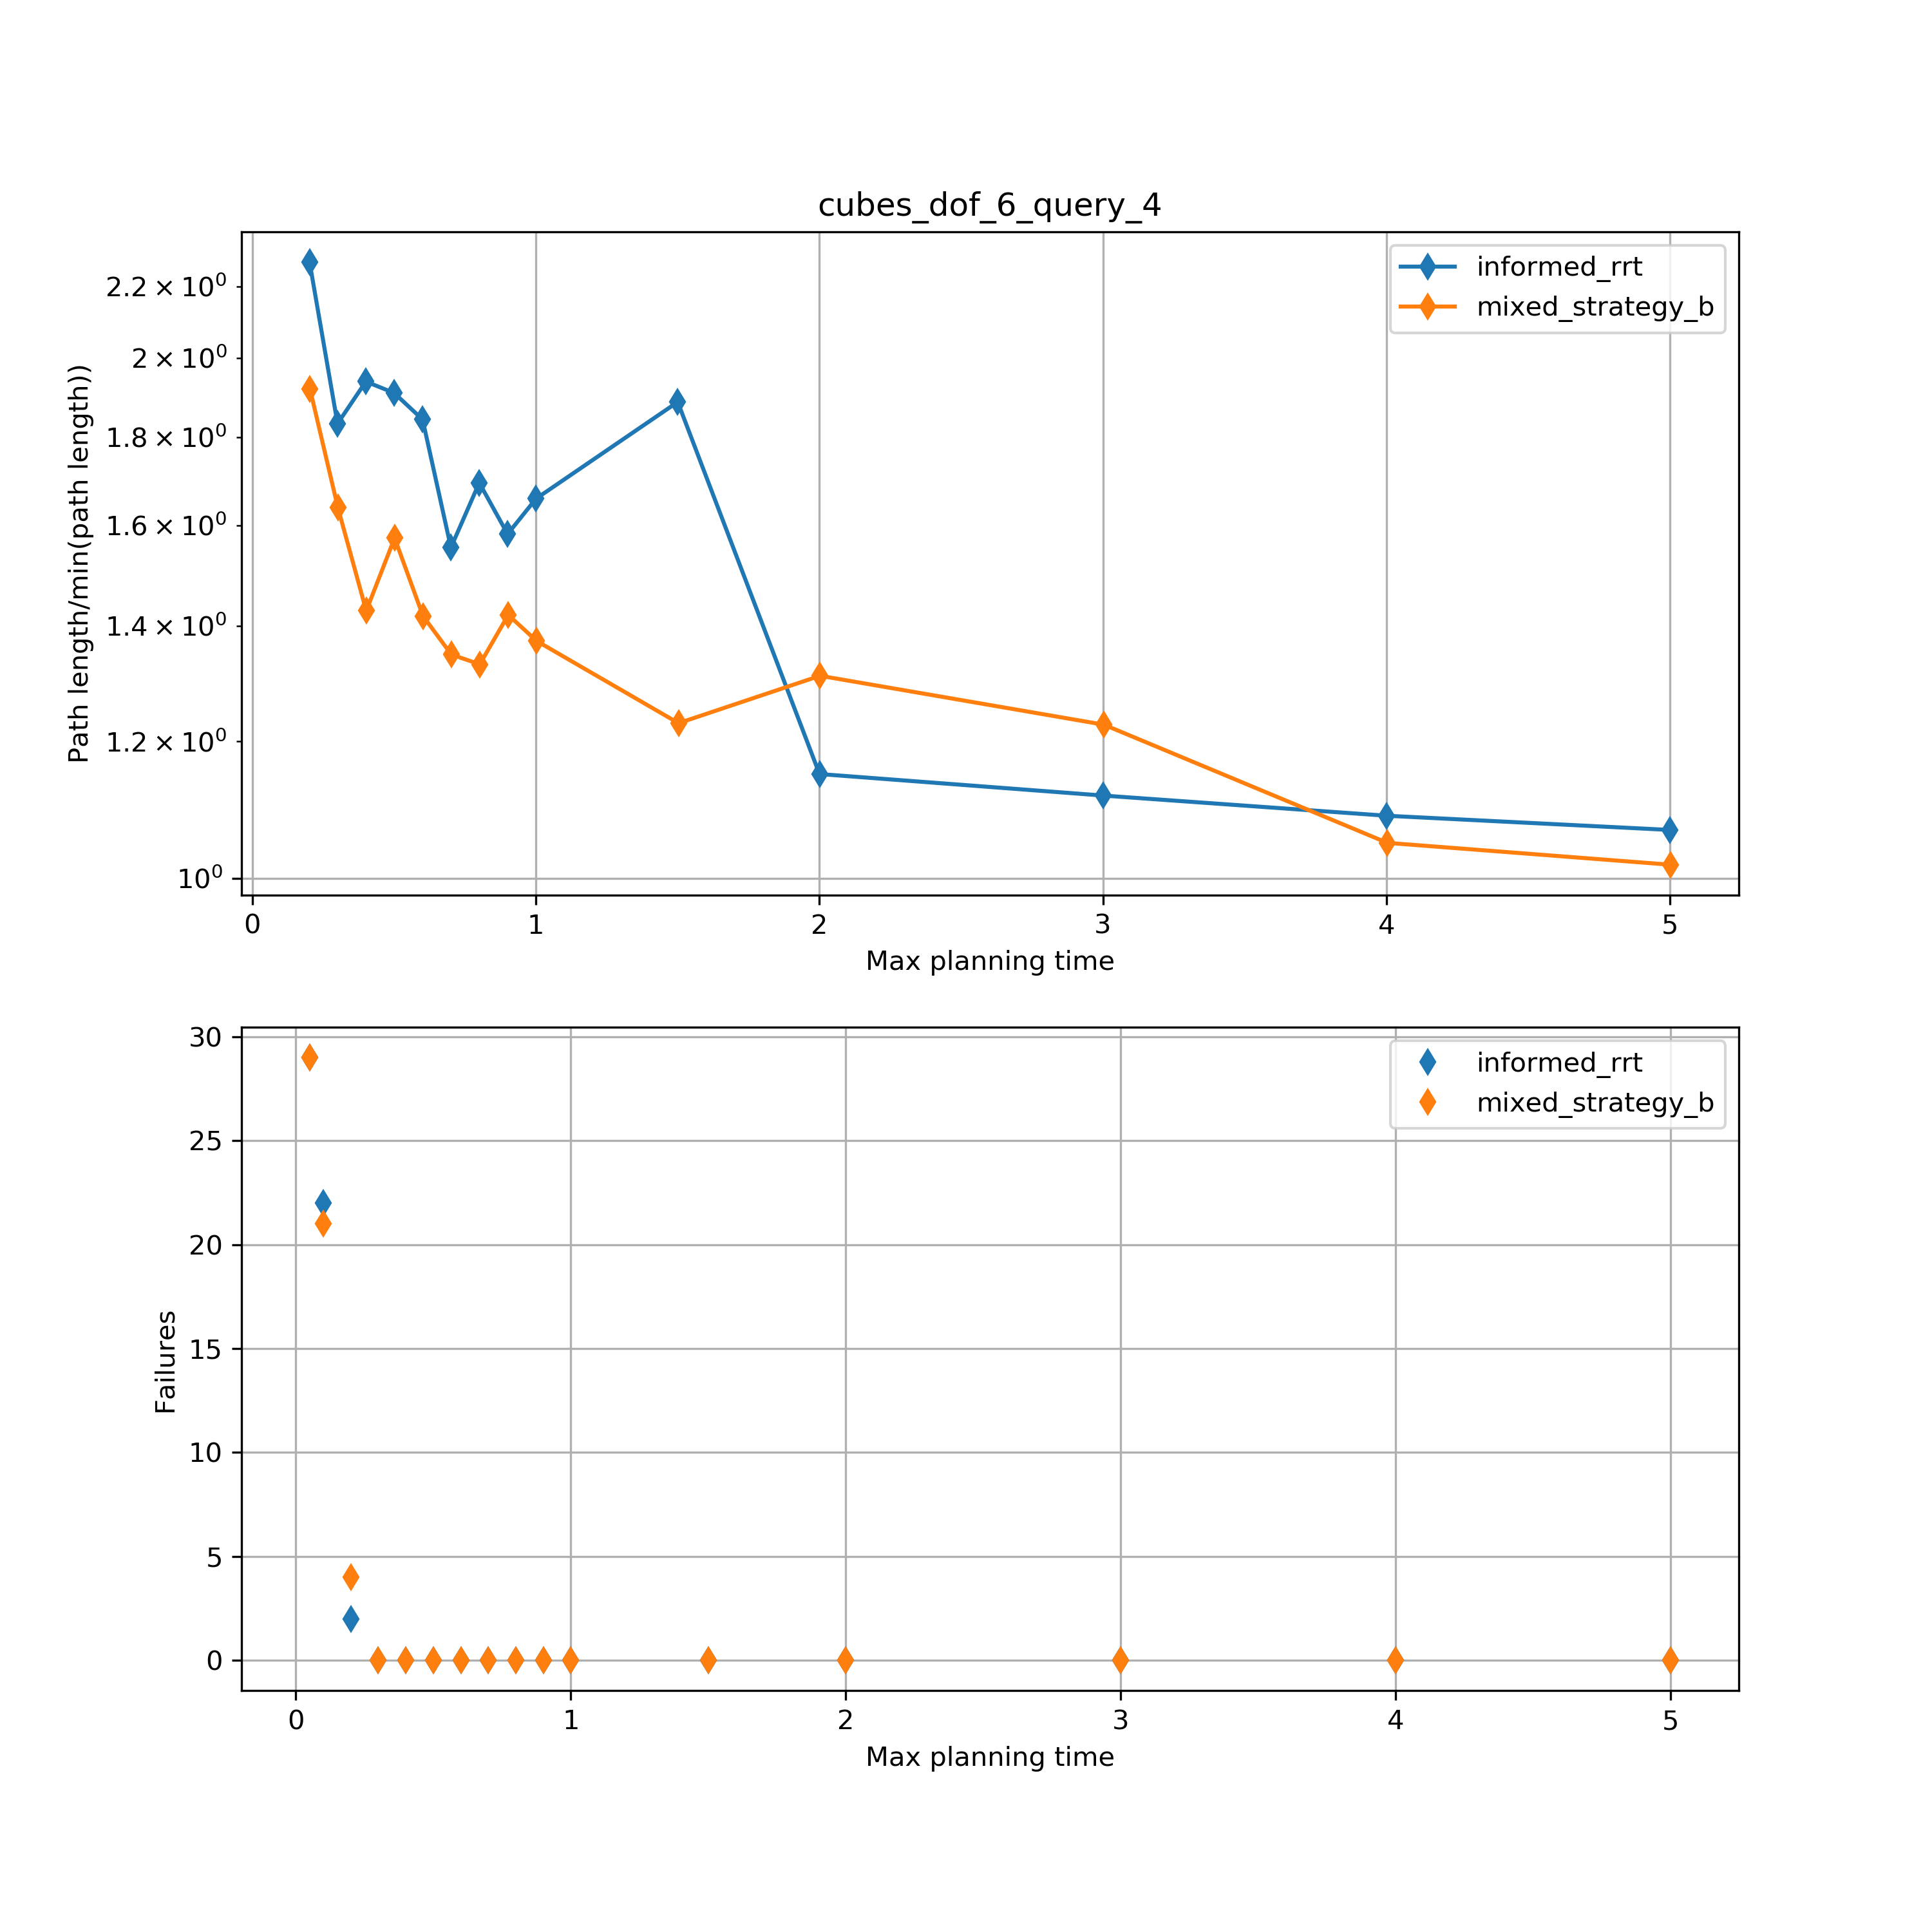 cubes_dof_6_query_4
Path length/min(path length))
2.2 × 10⁰
2 × 10⁰
1.8 × 10⁰
1.6 × 10⁰
1.4 × 10⁰
1.2 × 10⁰
10⁰
informed_rrt
mixed_strategy_b
0 1 2 3 4 5
Max planning time
Failures
30
25
20
15
10
5
0
informed_rrt
mixed_strategy_b
0 1 2 3 4 5
Max planning time